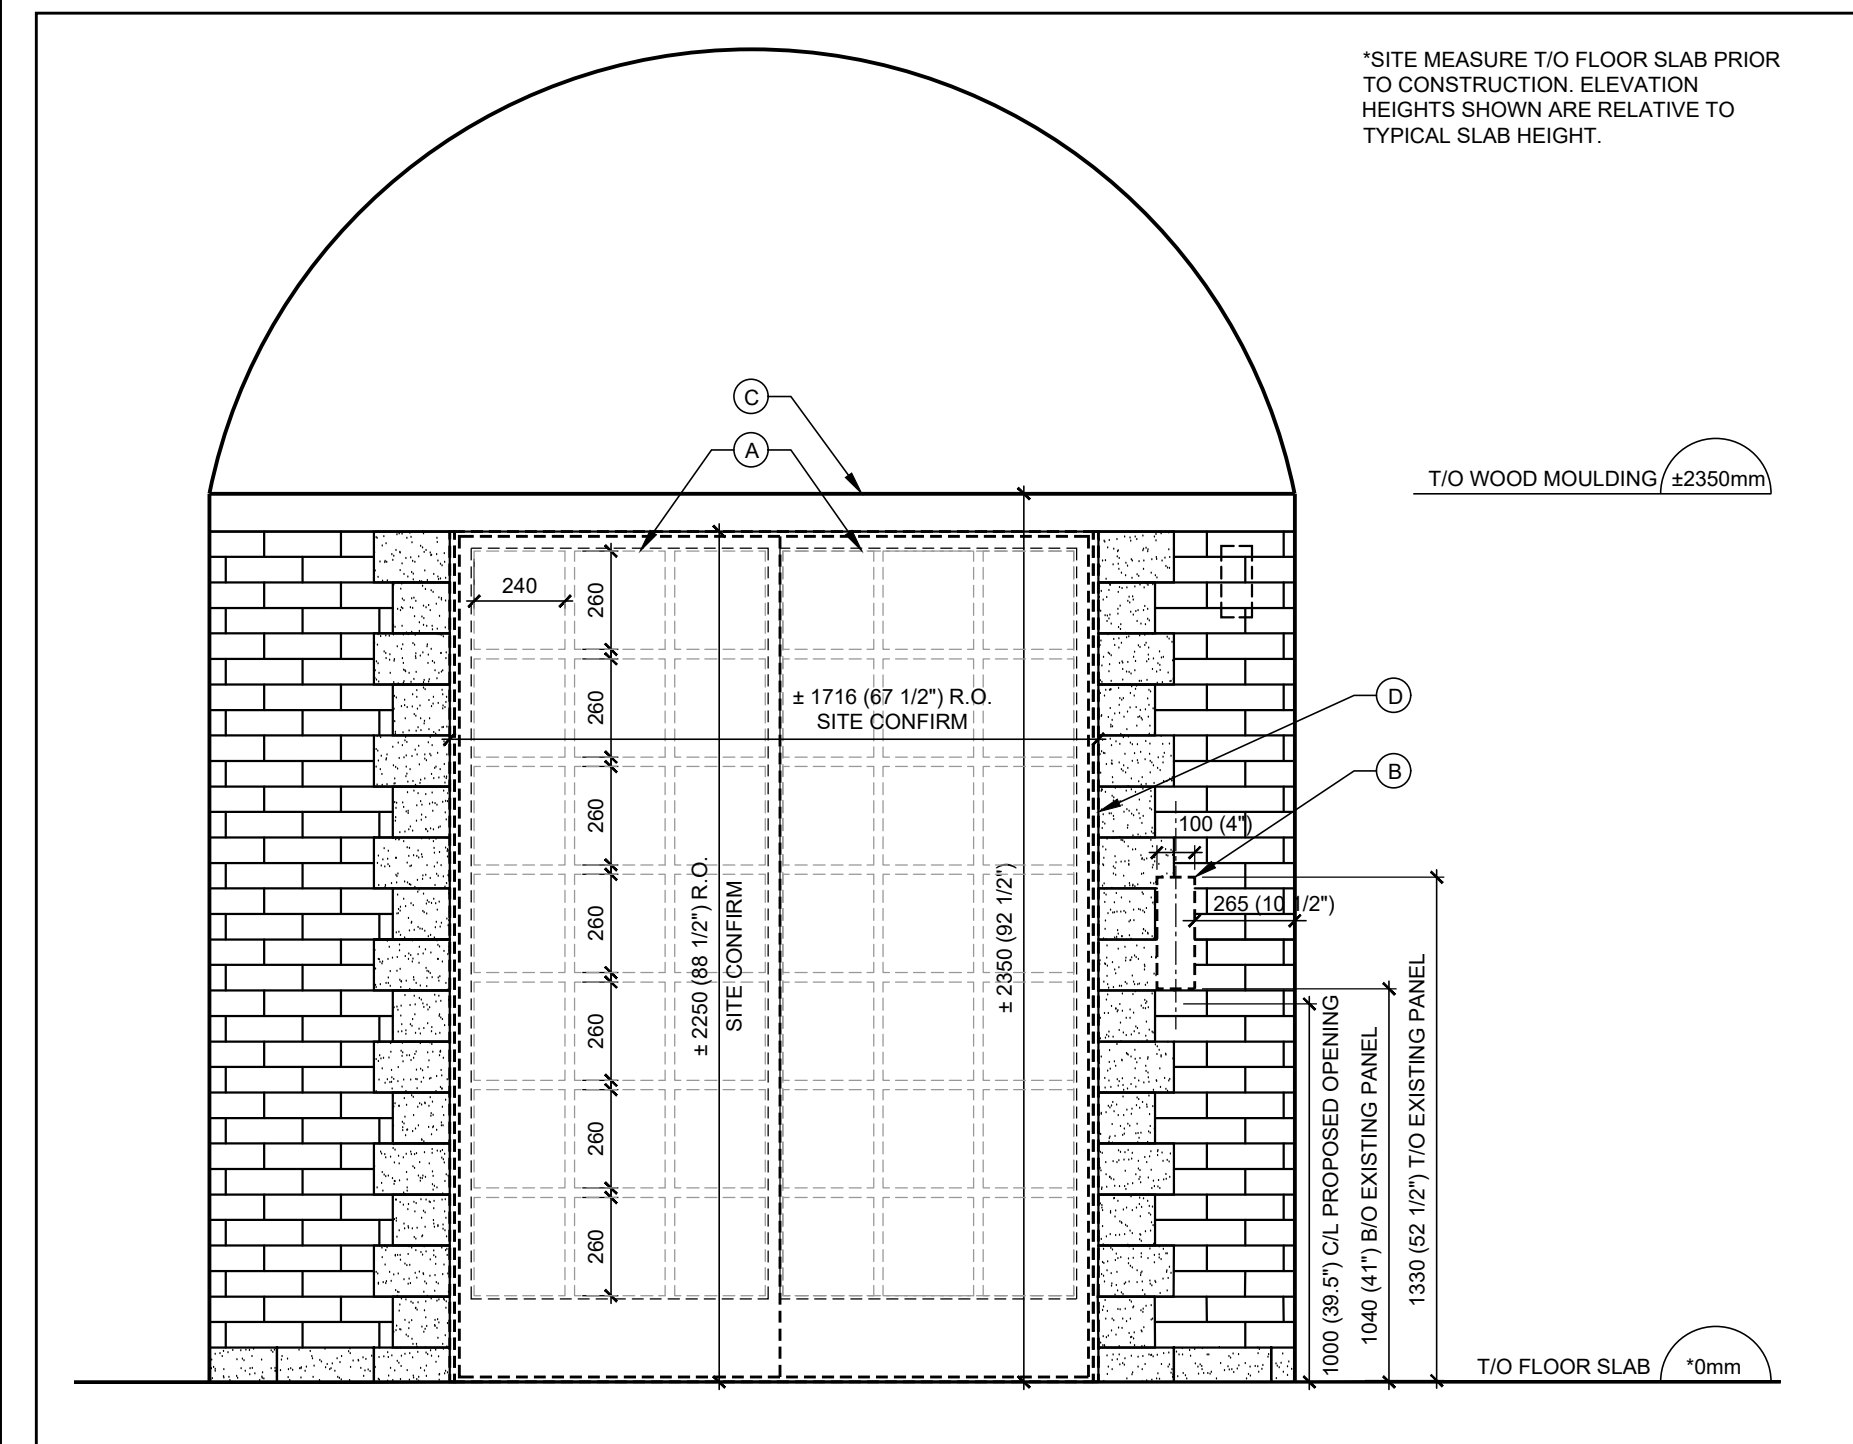 *SITE MEASURE T/O FLOOR SLAB PRIOR
TO CONSTRUCTION. ELEVATION
HEIGHTS SHOWN ARE RELATIVE TO
TYPICAL SLAB HEIGHT.
C
A
T/O WOOD MOULDING
±2350mm
240
260
260
260
260
260
260
260
± 1716 (67 1/2") R.O.
SITE CONFIRM
± 2250 (88 1/2") R.O.
SITE CONFIRM
± 2350 (92 1/2")
D
B
100 (4")
265 (10 1/2")
1000 (39.5") C/L PROPOSED OPENING
1040 (41") B/O EXISTING PANEL
1330 (52 1/2") T/O EXISTING PANEL
T/O FLOOR SLAB
*0mm